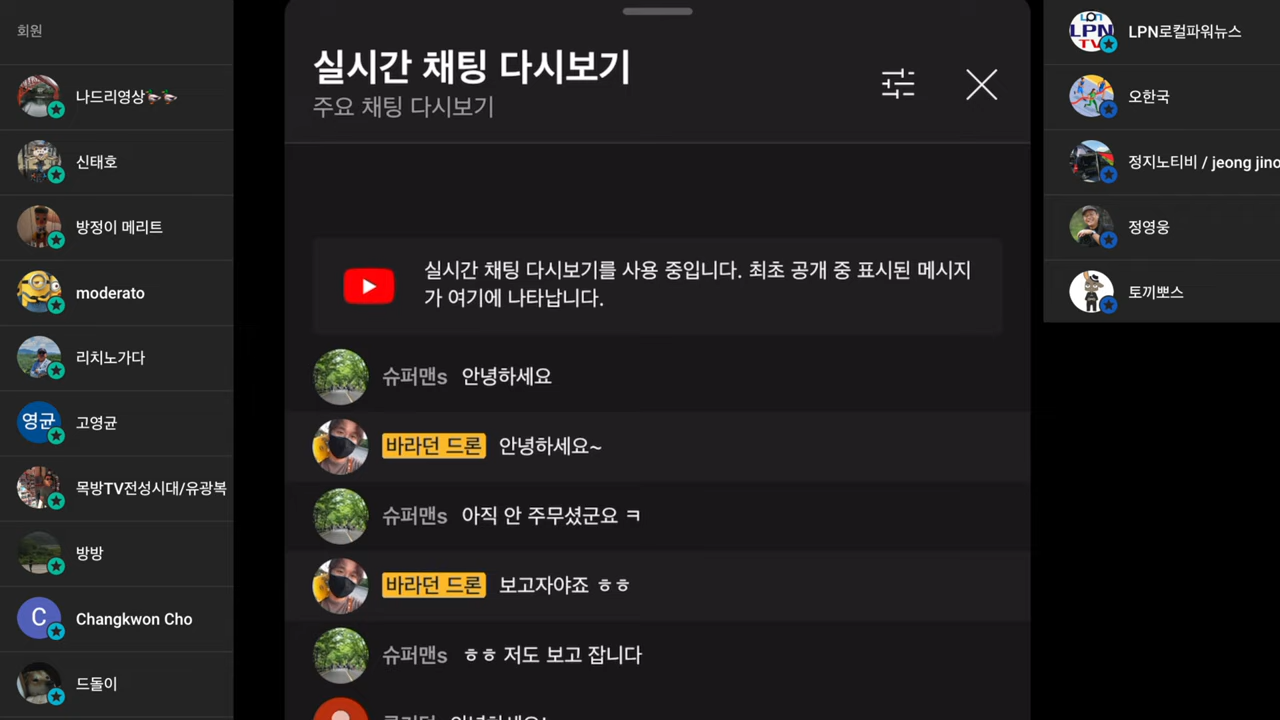 회원
나드리영상🦆🦆
신태호
방정이 메리트
moderato
리치노가다
영균
고영균
목방TV전성시대/유광복
방방
C
Changkwon Cho
드돌이
실시간 채팅 다시보기
주요 채팅 다시보기
실시간 채팅 다시보기를 사용 중입니다. 최초 공개 중 표시된 메시지
가 여기에 나타납니다.
슈퍼맨s 안녕하세요
바라던 드론 안녕하세요~
슈퍼맨s 아직 안 주무셨군요 ㅋ
바라던 드론 보고자야죠 ㅎㅎ
슈퍼맨s ㅎㅎ 저도 보고 잡니다
LPN
TV
LPN로컬파워뉴스
오한국
정지노티비 / jeong jino
정영웅
토끼뽀스